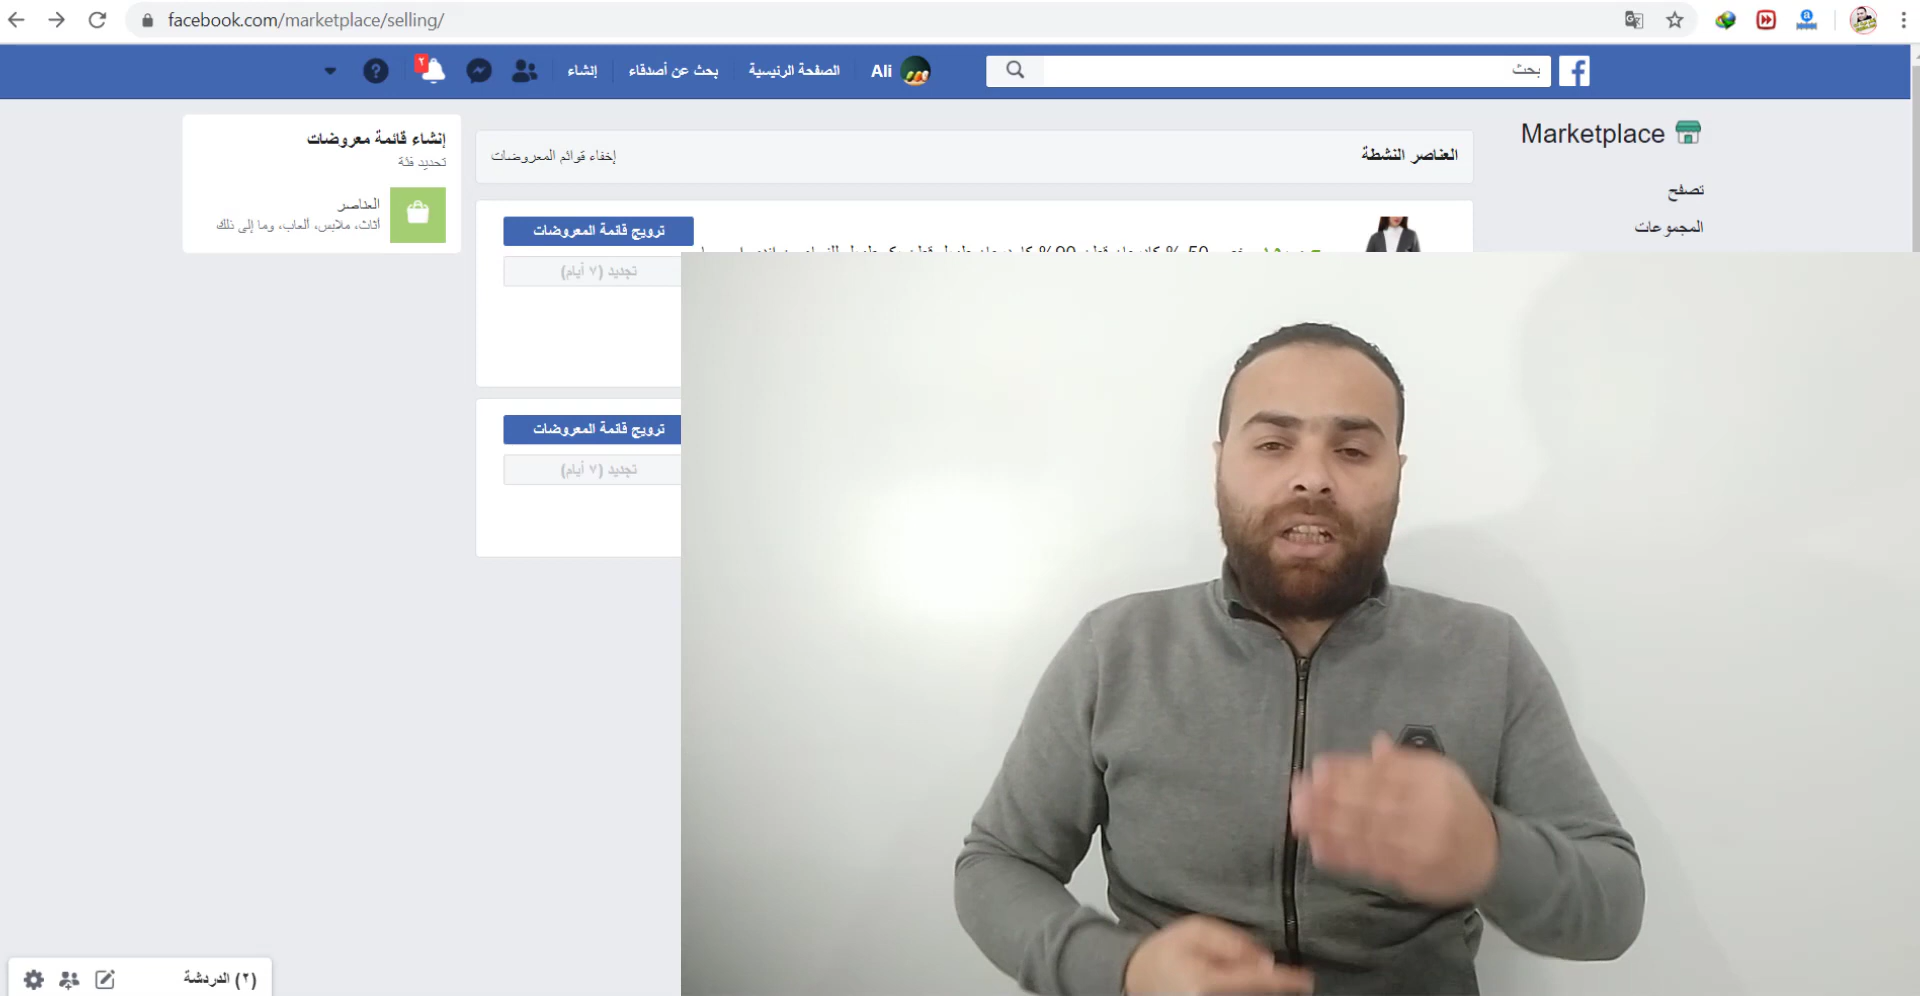 facebook.com/marketplace/selling/
بحث
Ali
الصفحة الرئيسية
بحث عن أصدقاء
إنشاء
٢
Marketplace
تصفح
المجموعات
العناصر النشطة
إخفاء قوائم المعروضات
ترويج قائمة المعروضات
تجديد (٧ أيام)
ترويج قائمة المعروضات
تجديد (٧ أيام)
إنشاء قائمة معروضات
تحديد فئة
العناصر
أثاث، ملابس، ألعاب، وما إلى ذلك
الدردشة (٢)